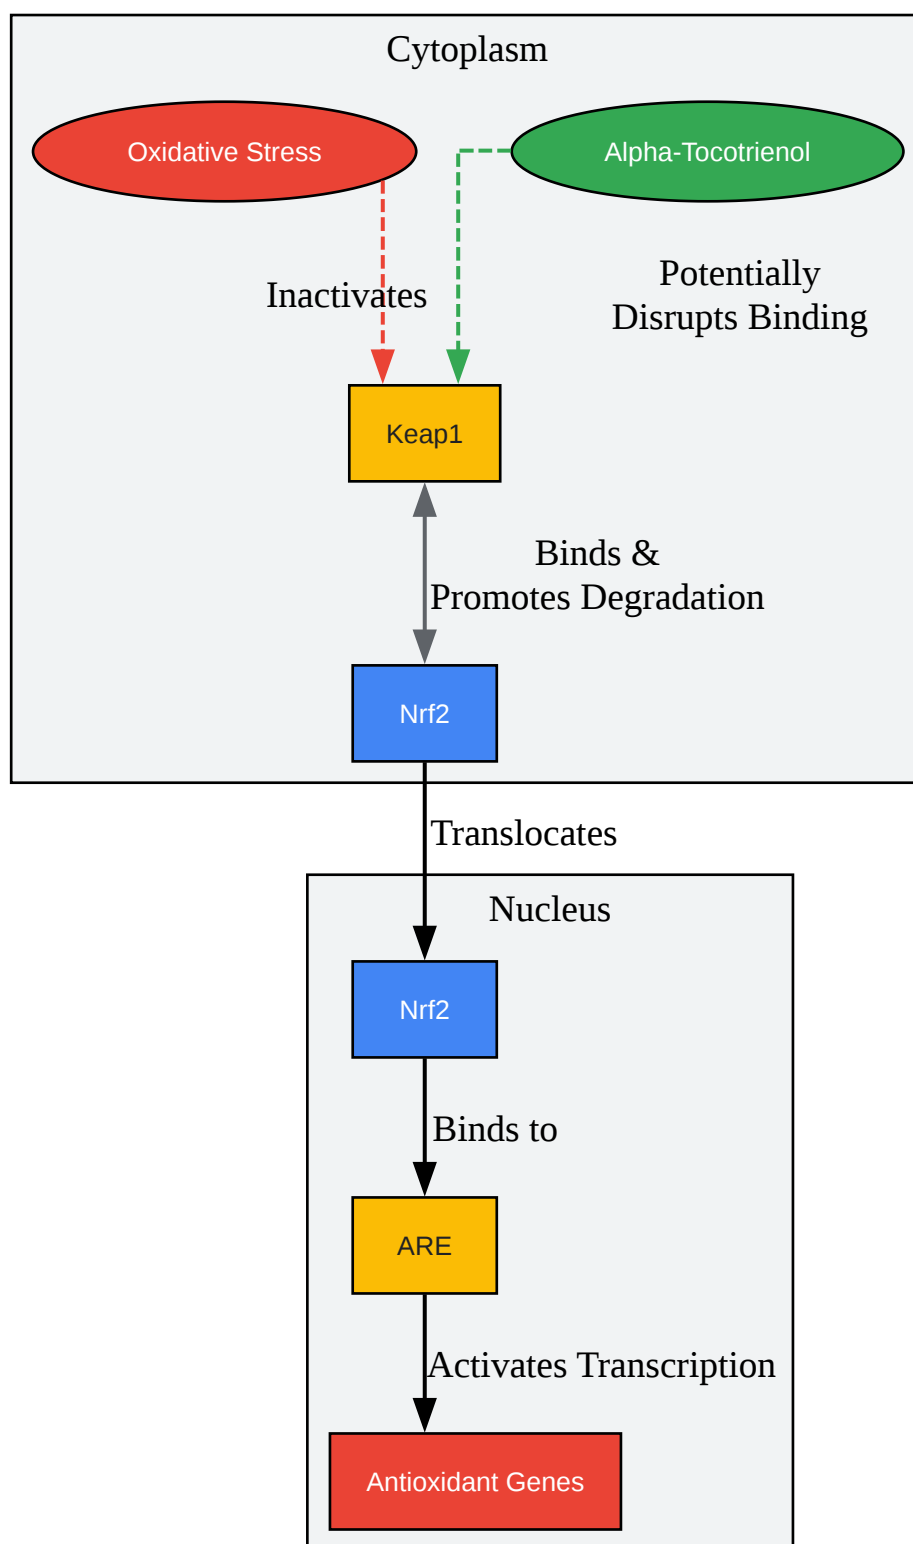 Cytoplasm
Oxidative Stress
Alpha-Tocotrienol
Inactivates
Potentially
Disrupts Binding
Keap1
Binds &
Promotes Degradation
Nrf2
Translocates
Nucleus
Nrf2
Binds to
ARE
Activates Transcription
Antioxidant Genes